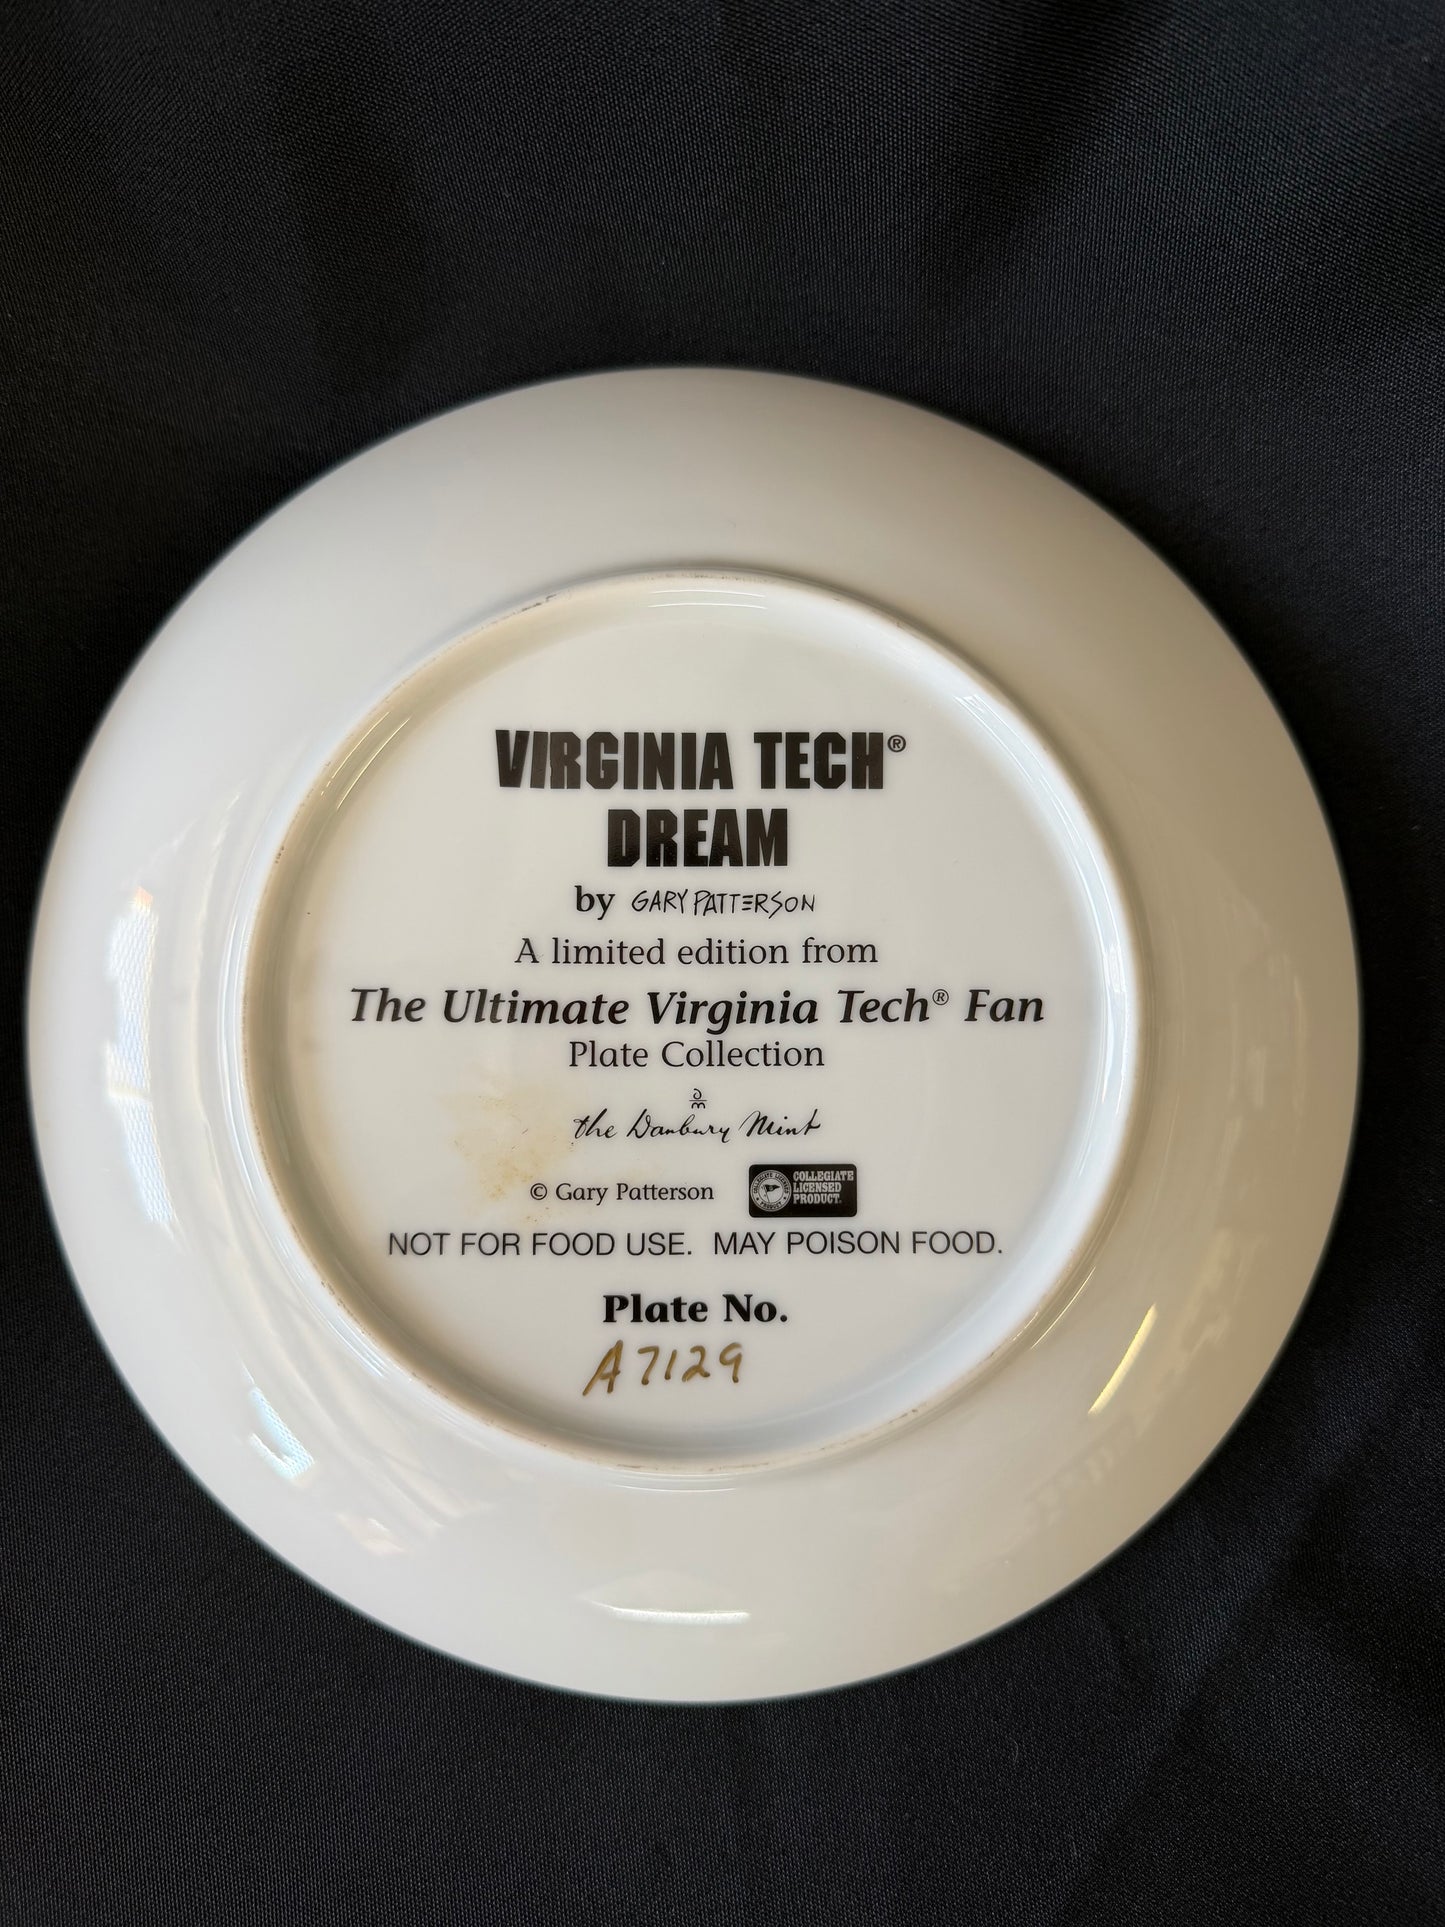 VIRGINIA TECH®
DREAM
by GARY PATTERSON
A limited edition from
The Ultimate Virginia Tech® Fan
Plate Collection
dm
the Danbury Mint
© Gary Patterson
COLLEGIATE
LICENSED
PRODUCT.
NOT FOR FOOD USE. MAY POISON FOOD.
Plate No.
A7129